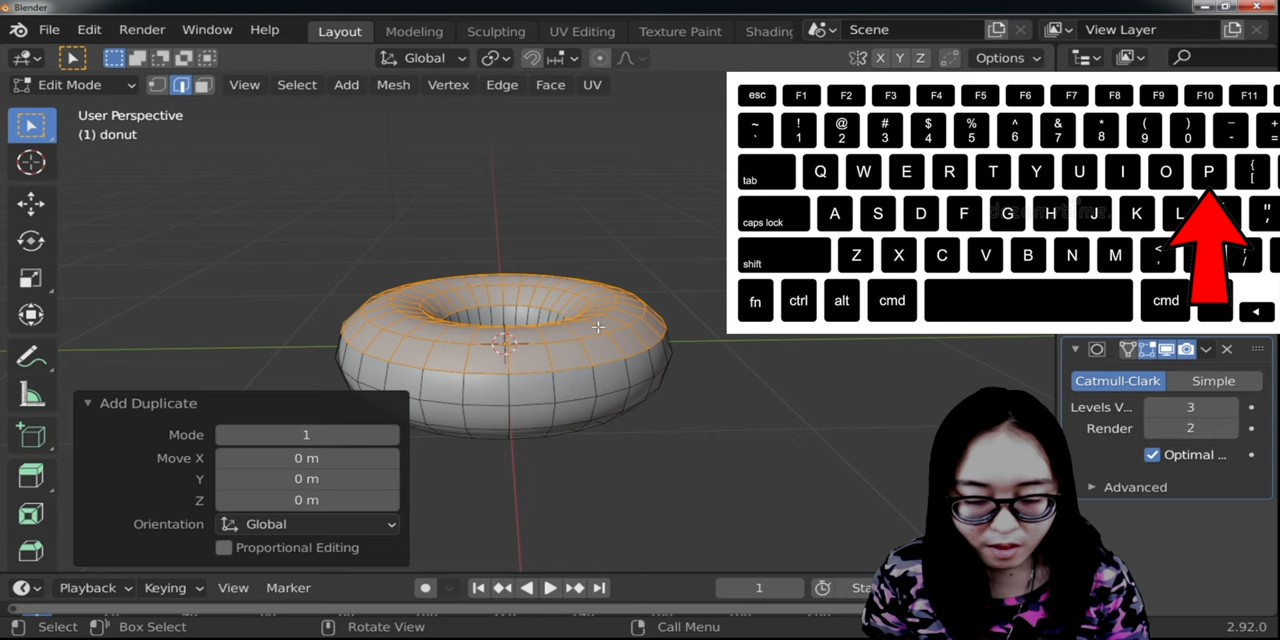 Blender
File Edit Render Window Help Layout Modeling Sculpting UV Editing Texture Paint Shading Scene View Layer
Global X Y Z Options
Edit Mode View Select Add Mesh Vertex Edge Face UV
User Perspective
(1) donut
esc F1 F2 F3 F4 F5 F6 F7 F8 F9 F10 F11
~ ! @ # $ % ^ & * ( ) - +
` 1 2 3 4 5 6 7 8 9 0 =
tab Q W E R T Y U I O P { [
caps lock A S D F G H J K L " '
shift Z X C V B N M < , /
fn ctrl alt cmd cmd
Catmull-Clark Simple
Levels V... 3
Render 2
Optimal ...
Advanced
Add Duplicate
Mode 1
Move X 0 m
Y 0 m
Z 0 m
Orientation Global
Proportional Editing
Playback Keying View Marker 1 Sta
Select Box Select Rotate View Call Menu 2.92.0